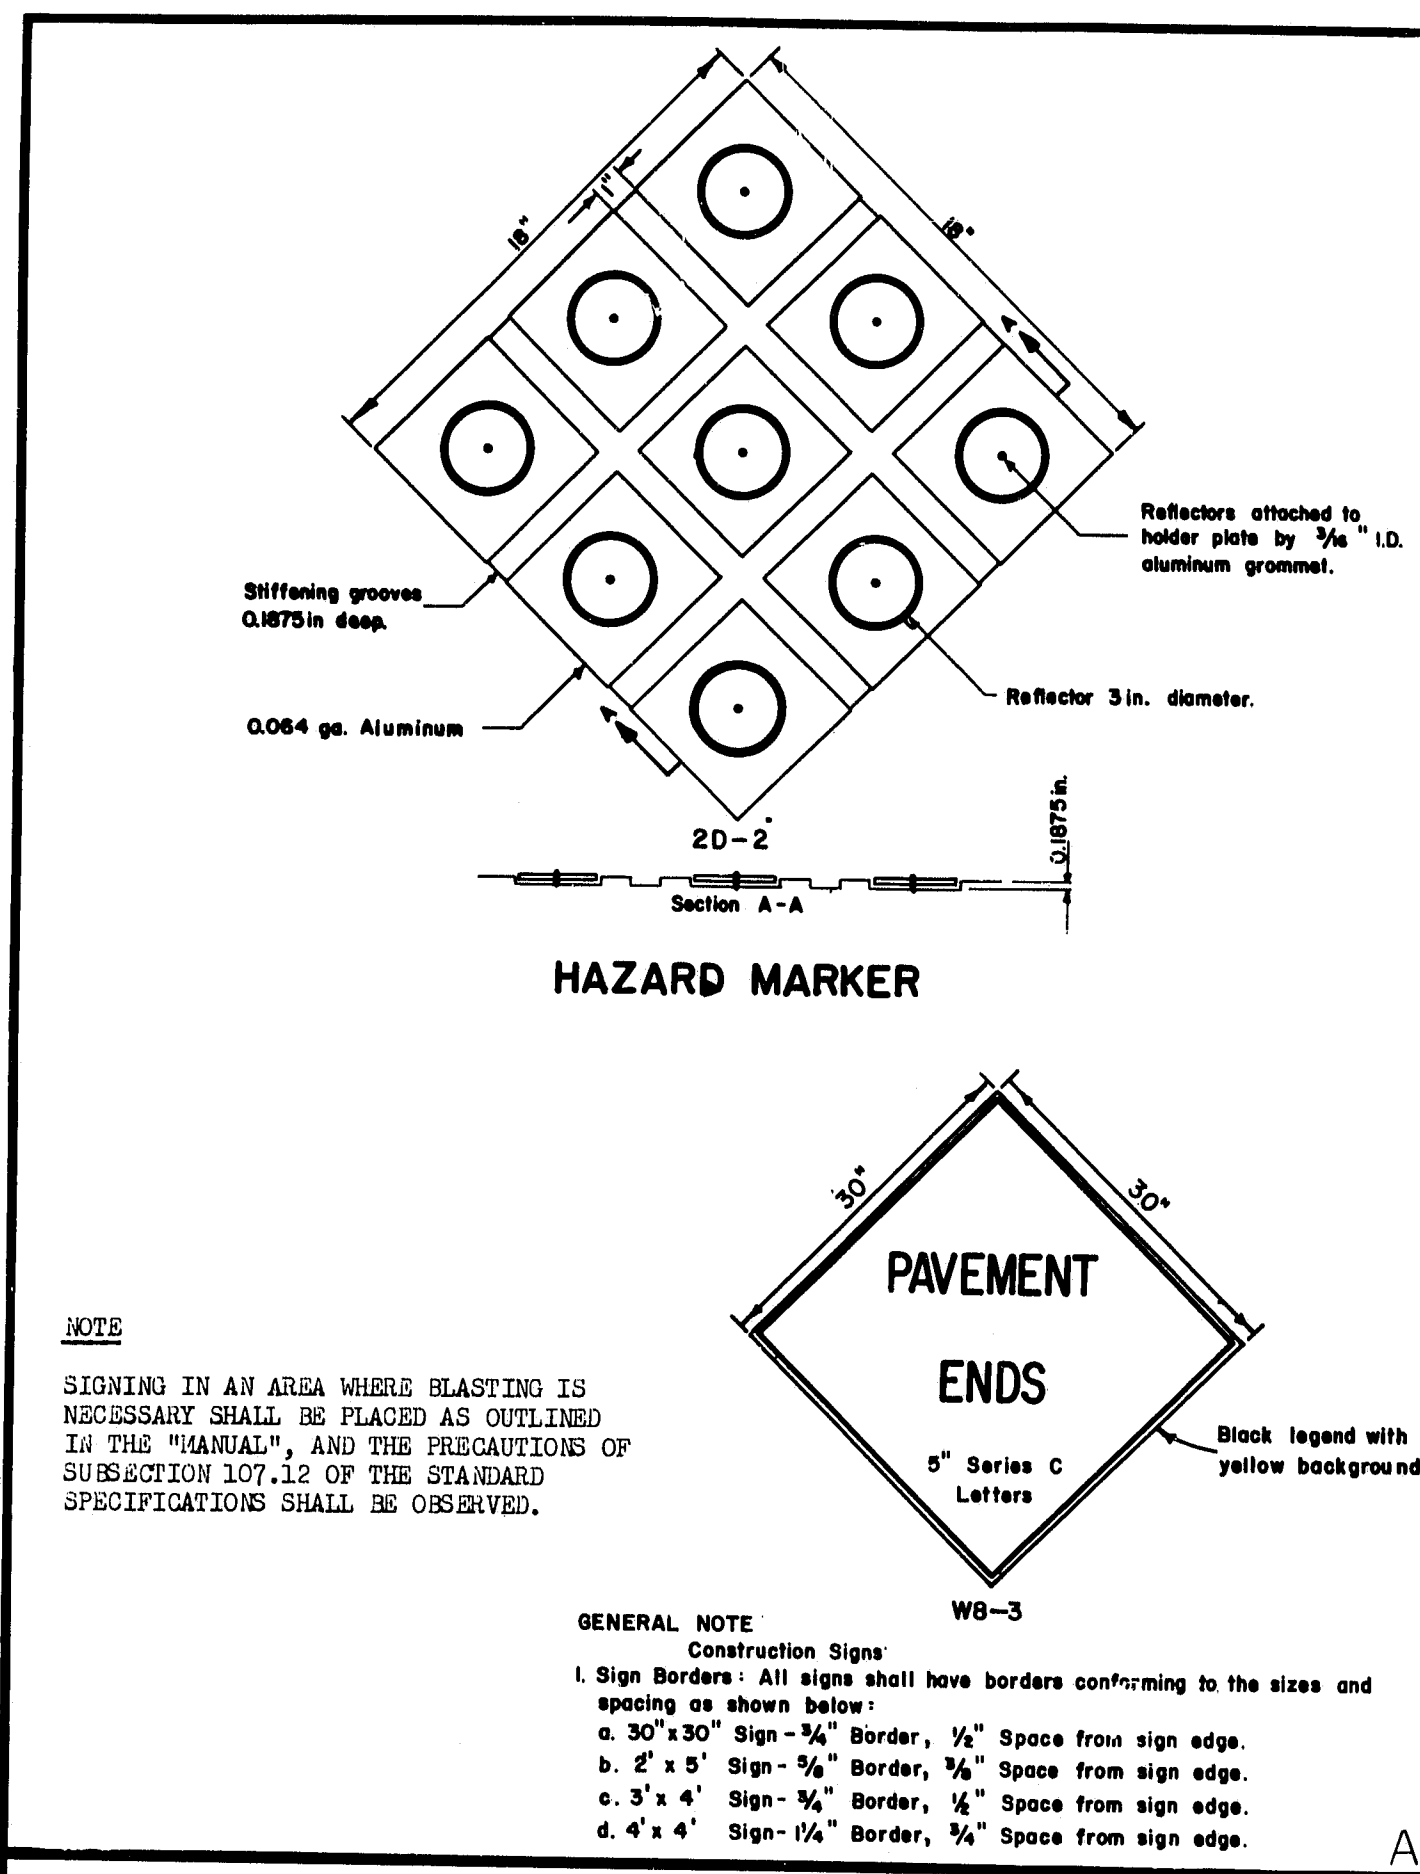 18"
1"
18"
A
Reflectors attached to
holder plate by 3/16" I.D.
aluminum grommet.
Stiffening grooves
0.1875in deep.
Reflector 3in. diameter.
0.064 ga. Aluminum
A
2D-2
0.1875in.
Section A-A
HAZARD MARKER
30"
30"
PAVEMENT
ENDS
5" Series C
Letters
Black legend with
yellow background
W8-3
NOTE
SIGNING IN AN AREA WHERE BLASTING IS
NECESSARY SHALL BE PLACED AS OUTLINED
IN THE "MANUAL", AND THE PRECAUTIONS OF
SUBSECTION 107.12 OF THE STANDARD
SPECIFICATIONS SHALL BE OBSERVED.
GENERAL NOTE
Construction Signs
1. Sign Borders: All signs shall have borders conforming to the sizes and
spacing as shown below:
a. 30"x30" Sign - 3/4" Border, 1/2" Space from sign edge.
b. 2' x 5' Sign - 5/8" Border, 3/8" Space from sign edge.
c. 3' x 4' Sign - 3/4" Border, 1/2" Space from sign edge.
d. 4' x 4' Sign - 1 1/4" Border, 3/4" Space from sign edge.
A